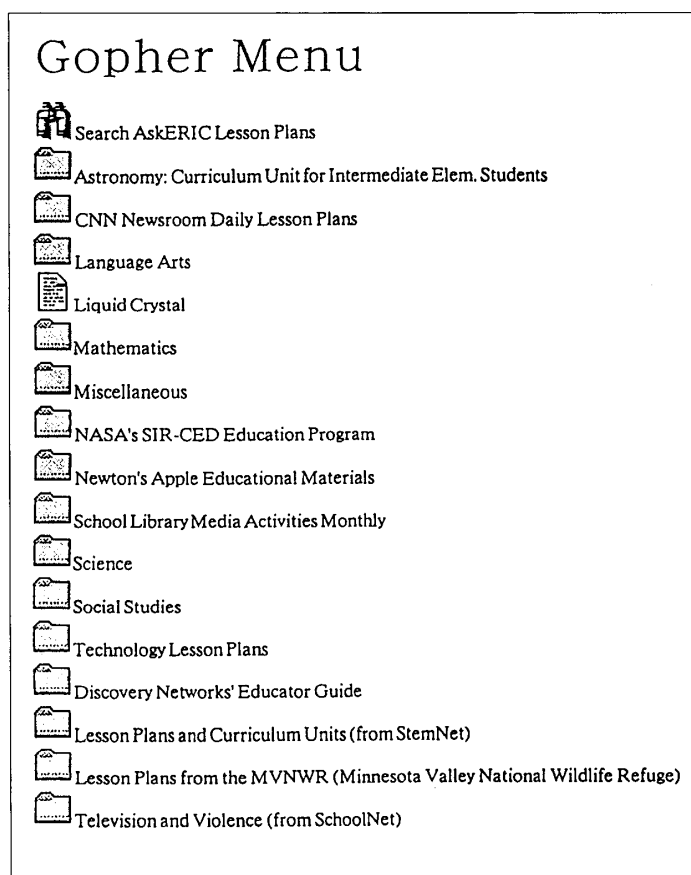 Gopher Menu
Search AskERIC Lesson Plans
Astronomy: Curriculum Unit for Intermediate Elem. Students
CNN Newsroom Daily Lesson Plans
Language Arts
Liquid Crystal
Mathematics
Miscellaneous
NASA's SIR-CED Education Program
Newton's Apple Educational Materials
School Library Media Activities Monthly
Science
Social Studies
Technology Lesson Plans
Discovery Networks' Educator Guide
Lesson Plans and Curriculum Units (from StemNet)
Lesson Plans from the MVNWR (Minnesota Valley National Wildlife Refuge)
Television and Violence (from SchoolNet)